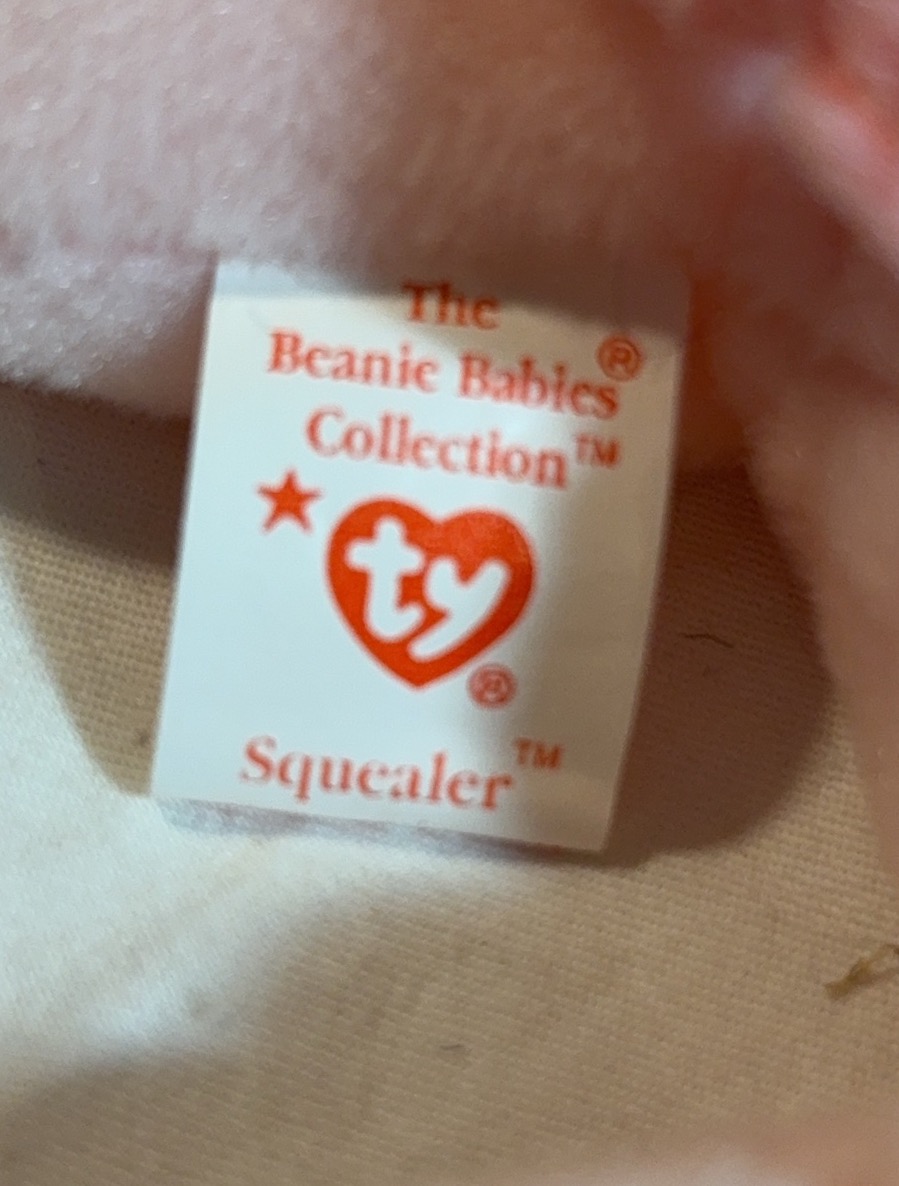 The
Beanie Babies®
Collection™
★ ty®
Squealer™